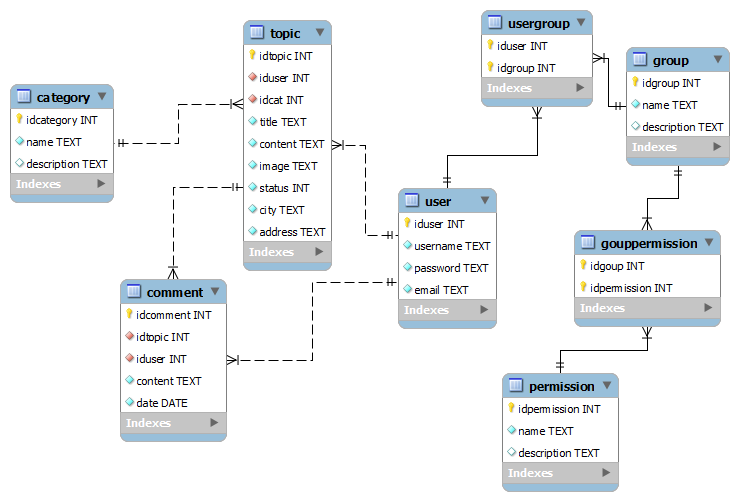 category
idcategory INT
name TEXT
description TEXT
Indexes
topic
idtopic INT
iduser INT
idcat INT
title TEXT
content TEXT
image TEXT
status INT
city TEXT
address TEXT
Indexes
comment
idcomment INT
idtopic INT
iduser INT
content TEXT
date DATE
Indexes
user
iduser INT
username TEXT
password TEXT
email TEXT
Indexes
usergroup
iduser INT
idgroup INT
Indexes
group
idgroup INT
name TEXT
description TEXT
Indexes
gouppermission
idgoup INT
idpermission INT
Indexes
permission
idpermission INT
name TEXT
description TEXT
Indexes